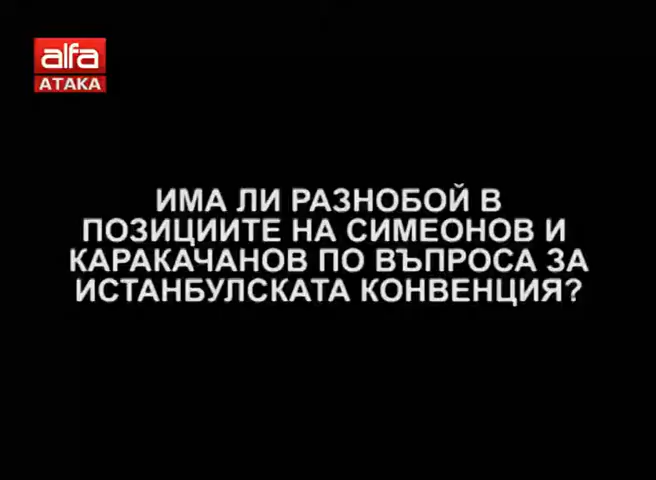 alfa
АТАКА
ИМА ЛИ РАЗНОБОЙ В
ПОЗИЦИИТЕ НА СИМЕОНОВ И
КАРАКАЧАНОВ ПО ВЪПРОСА ЗА
ИСТАНБУЛСКАТА КОНВЕНЦИЯ?